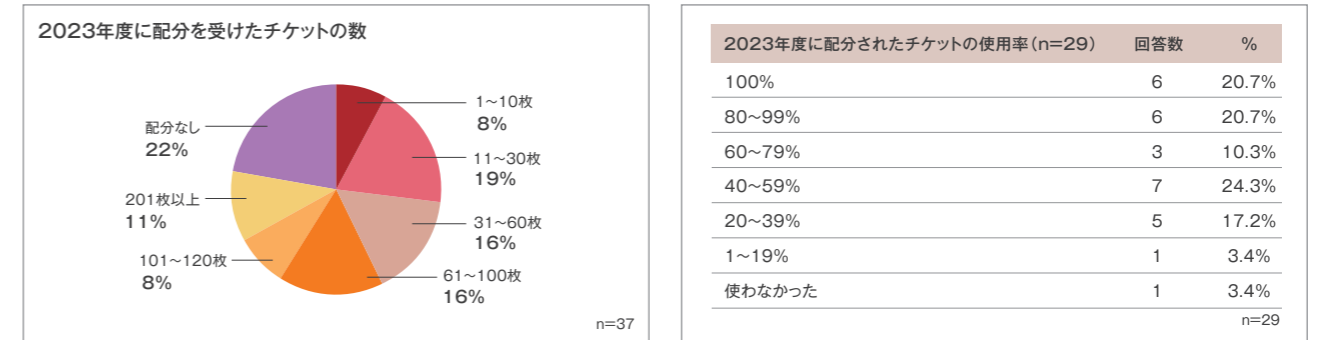 2023年度に配分を受けたチケットの数
1〜10枚
8%
11〜30枚
19%
31〜60枚
16%
61〜100枚
16%
101〜120枚
8%
201枚以上
11%
配分なし
22%
n=37
2023年度に配分されたチケットの使用率(n=29) 回答数 %
100% 6 20.7%
80〜99% 6 20.7%
60〜79% 3 10.3%
40〜59% 7 24.3%
20〜39% 5 17.2%
1〜19% 1 3.4%
使わなかった 1 3.4%
n=29